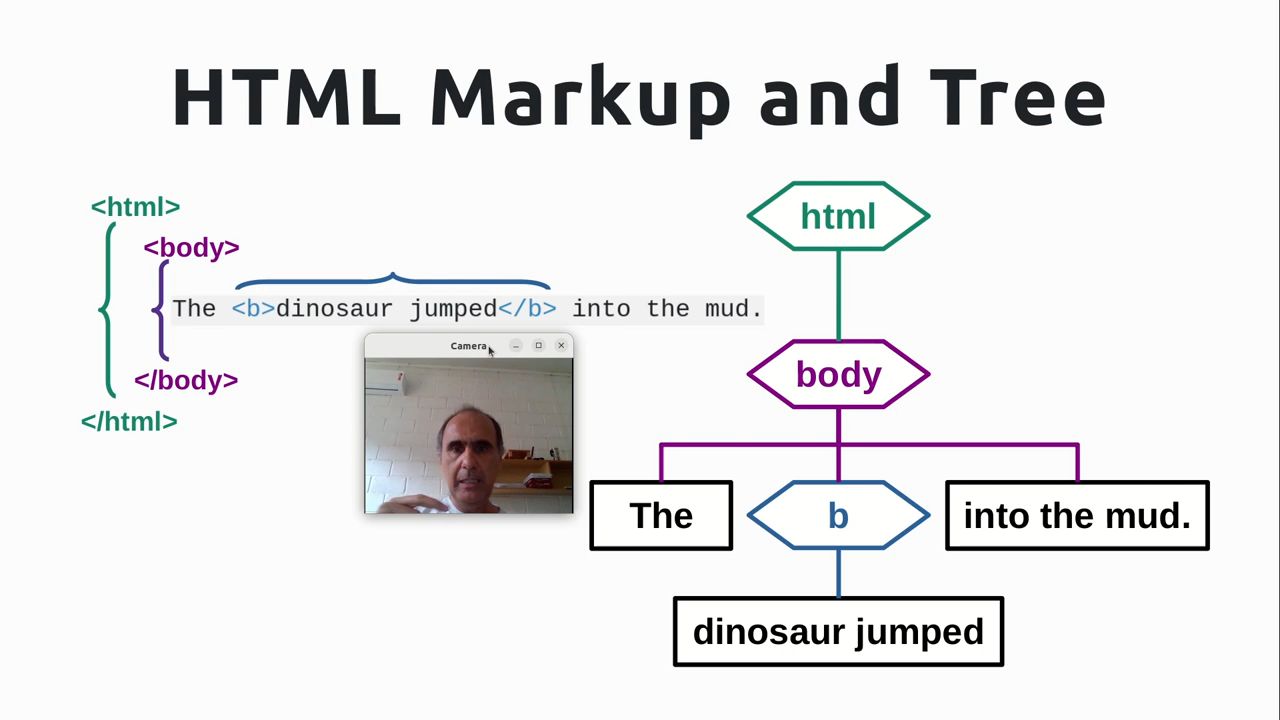 HTML Markup and Tree
<html>
<body>
The <b>dinosaur jumped</b> into the mud.
</body>
</html>
Camera
html
body
The
b
into the mud.
dinosaur jumped